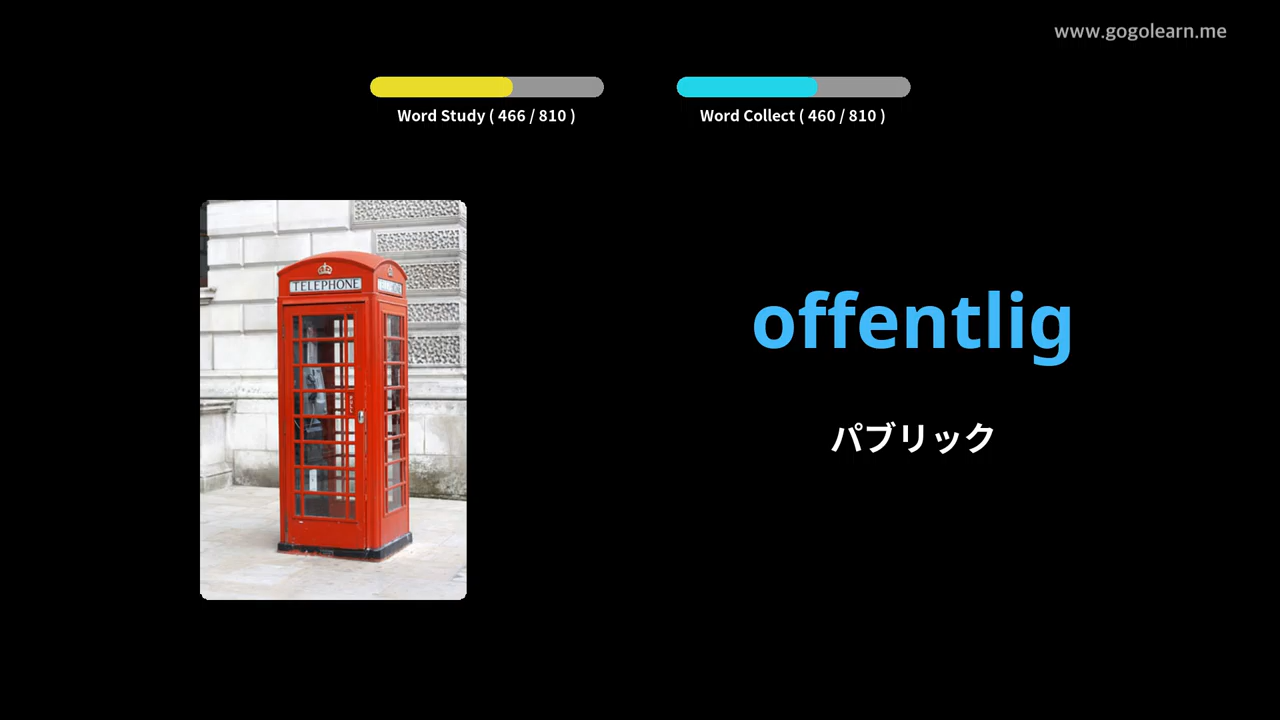 www.gogolearn.me
Word Study ( 466 / 810 )
Word Collect ( 460 / 810 )
TELEPHONE
offentlig
パブリック